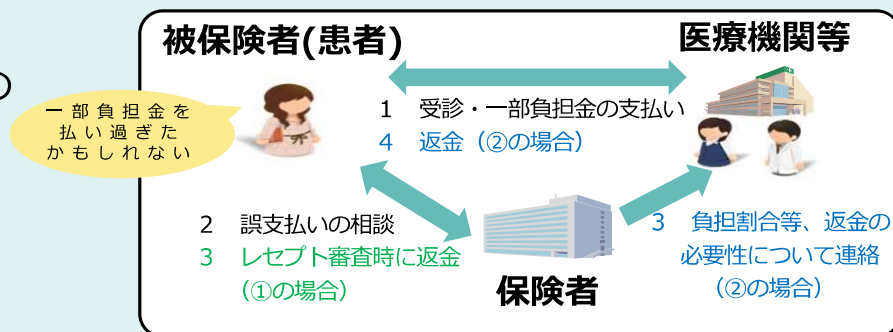 被保険者(患者)
医療機関等
一部負担金を
払い過ぎた
かもしれない
1 受診・一部負担金の支払い
4 返金（②の場合）
2 誤支払いの相談
3 レセプト審査時に返金
（①の場合）
保険者
3 負担割合等、返金の
必要性について連絡
（②の場合）